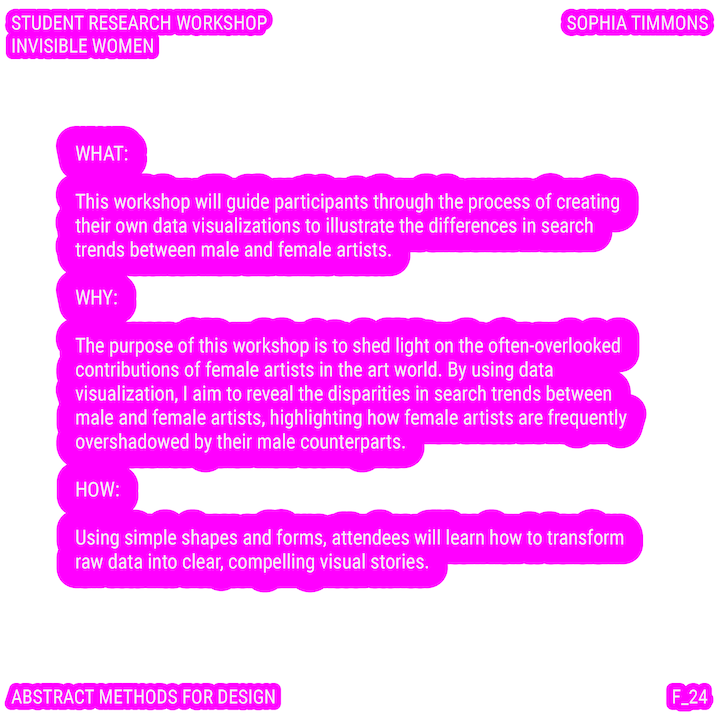 STUDENT RESEARCH WORKSHOP
INVISIBLE WOMEN
SOPHIA TIMMONS
WHAT:
This workshop will guide participants through the process of creating
their own data visualizations to illustrate the differences in search
trends between male and female artists.
WHY:
The purpose of this workshop is to shed light on the often-overlooked
contributions of female artists in the art world. By using data
visualization, I aim to reveal the disparities in search trends between
male and female artists, highlighting how female artists are frequently
overshadowed by their male counterparts.
HOW:
Using simple shapes and forms, attendees will learn how to transform
raw data into clear, compelling visual stories.
ABSTRACT METHODS FOR DESIGN
F_24